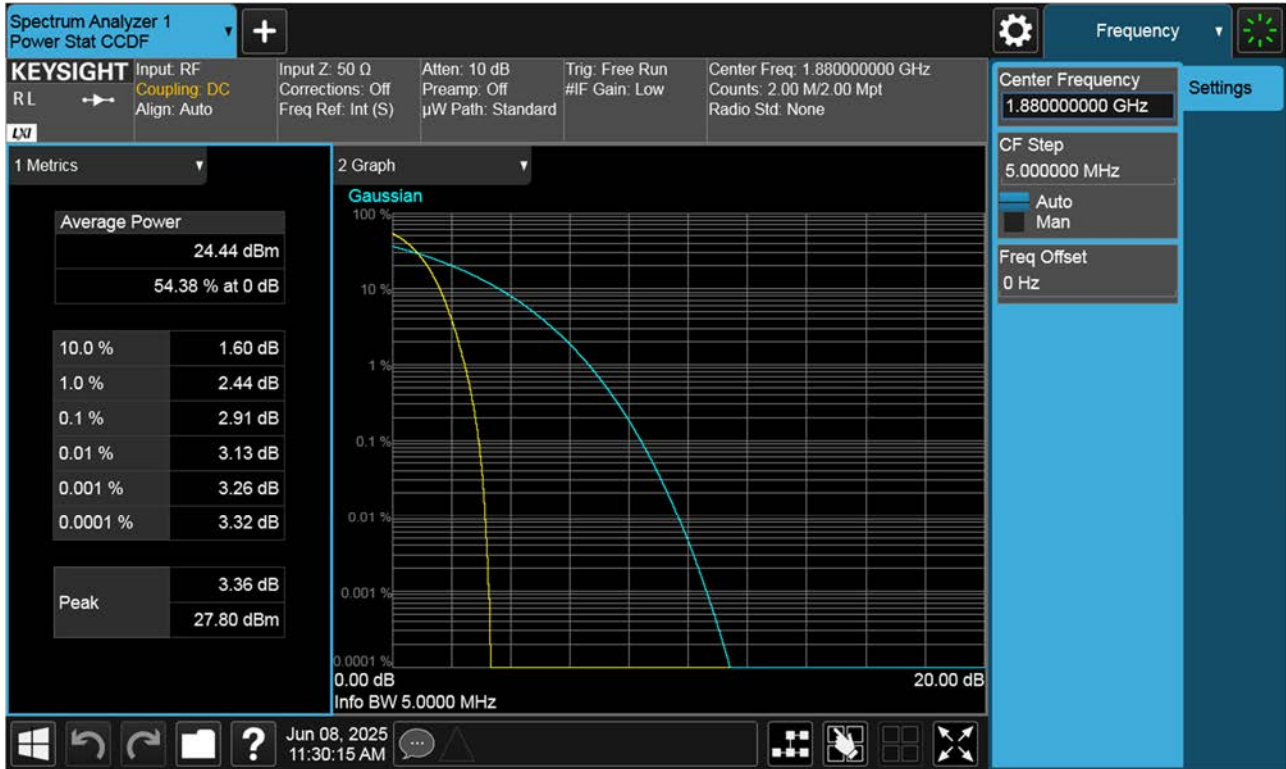 Spectrum Analyzer 1
Power Stat CCDF
+
Frequency
KEYSIGHT
RL
LXI
Input: RF
Coupling: DC
Align: Auto
Input Z: 50 Ω
Corrections: Off
Freq Ref: Int (S)
Atten: 10 dB
Preamp: Off
µW Path: Standard
Trig: Free Run
#IF Gain: Low
Center Freq: 1.880000000 GHz
Counts: 2.00 M/2.00 Mpt
Radio Std: None
Center Frequency
1.880000000 GHz
Settings
CF Step
5.000000 MHz
Auto
Man
Freq Offset
0 Hz
1 Metrics
Average Power
24.44 dBm
54.38 % at 0 dB
10.0 % 1.60 dB
1.0 % 2.44 dB
0.1 % 2.91 dB
0.01 % 3.13 dB
0.001 % 3.26 dB
0.0001 % 3.32 dB
Peak
3.36 dB
27.80 dBm
2 Graph
Gaussian
100 %
10 %
1 %
0.1 %
0.01 %
0.001 %
0.0001 %
0.00 dB 20.00 dB
Info BW 5.0000 MHz
?
Jun 08, 2025
11:30:15 AM